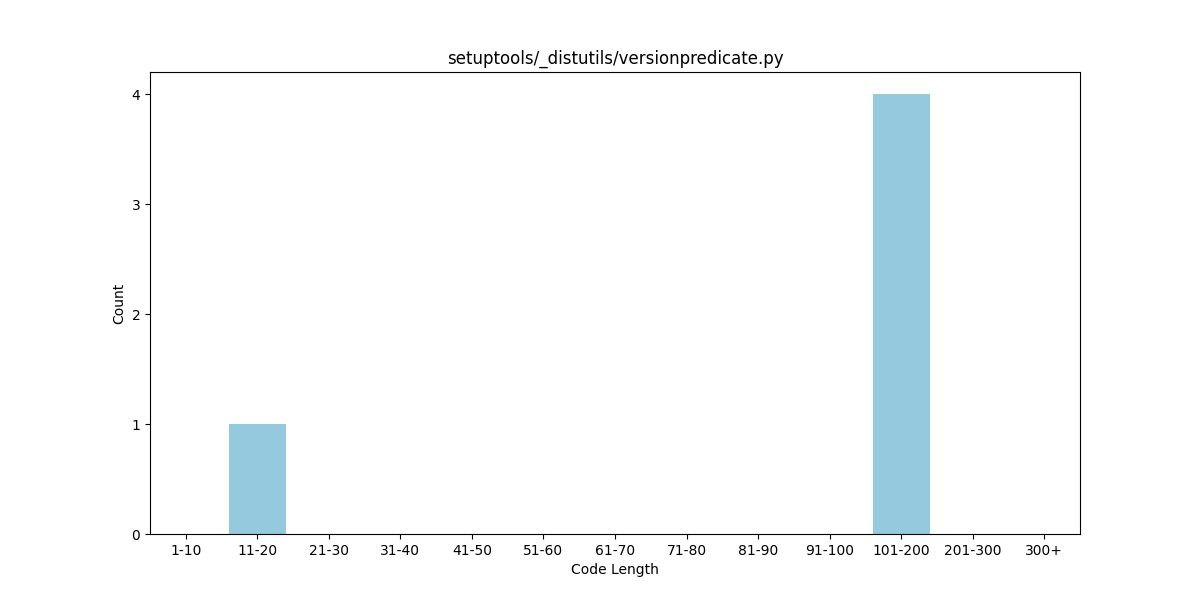 setuptools/_distutils/versionpredicate.py
4
3
2
1
0
Count
1-10 11-20 21-30 31-40 41-50 51-60 61-70 71-80 81-90 91-100 101-200 201-300 300+
Code Length